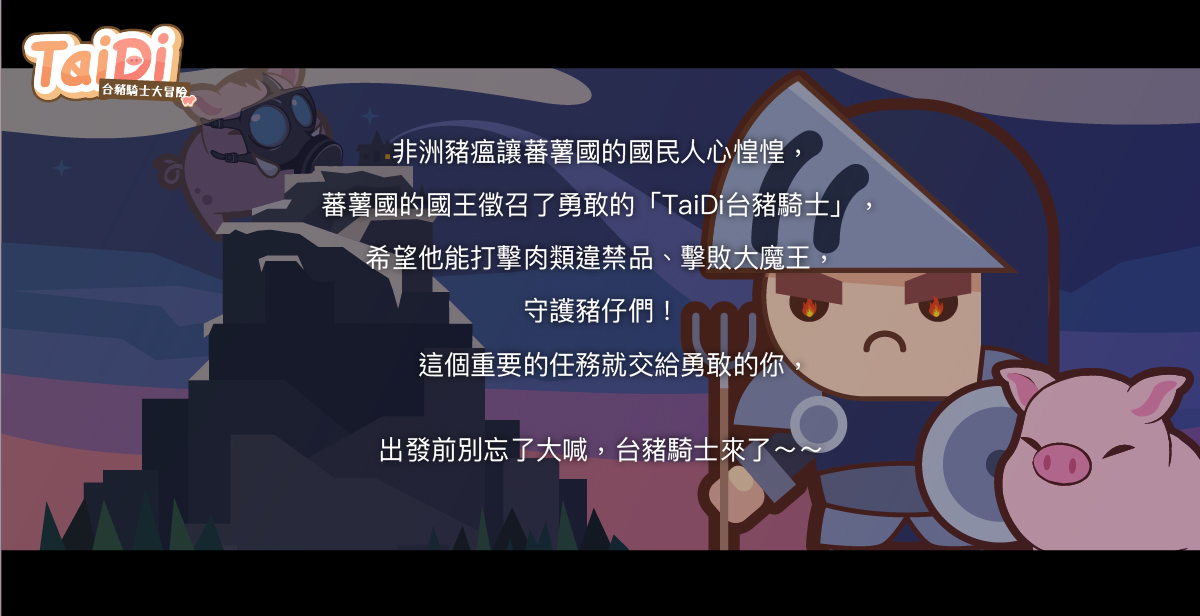 TaiDi
台豬騎士大冒險
非洲豬瘟讓蕃薯國的國民人心惶惶，
蕃薯國的國王徵召了勇敢的「TaiDi台豬騎士」，
希望他能打擊肉類違禁品、擊敗大魔王，
守護豬仔們！
這個重要的任務就交給勇敢的你，
出發前別忘了大喊，台豬騎士來了～～